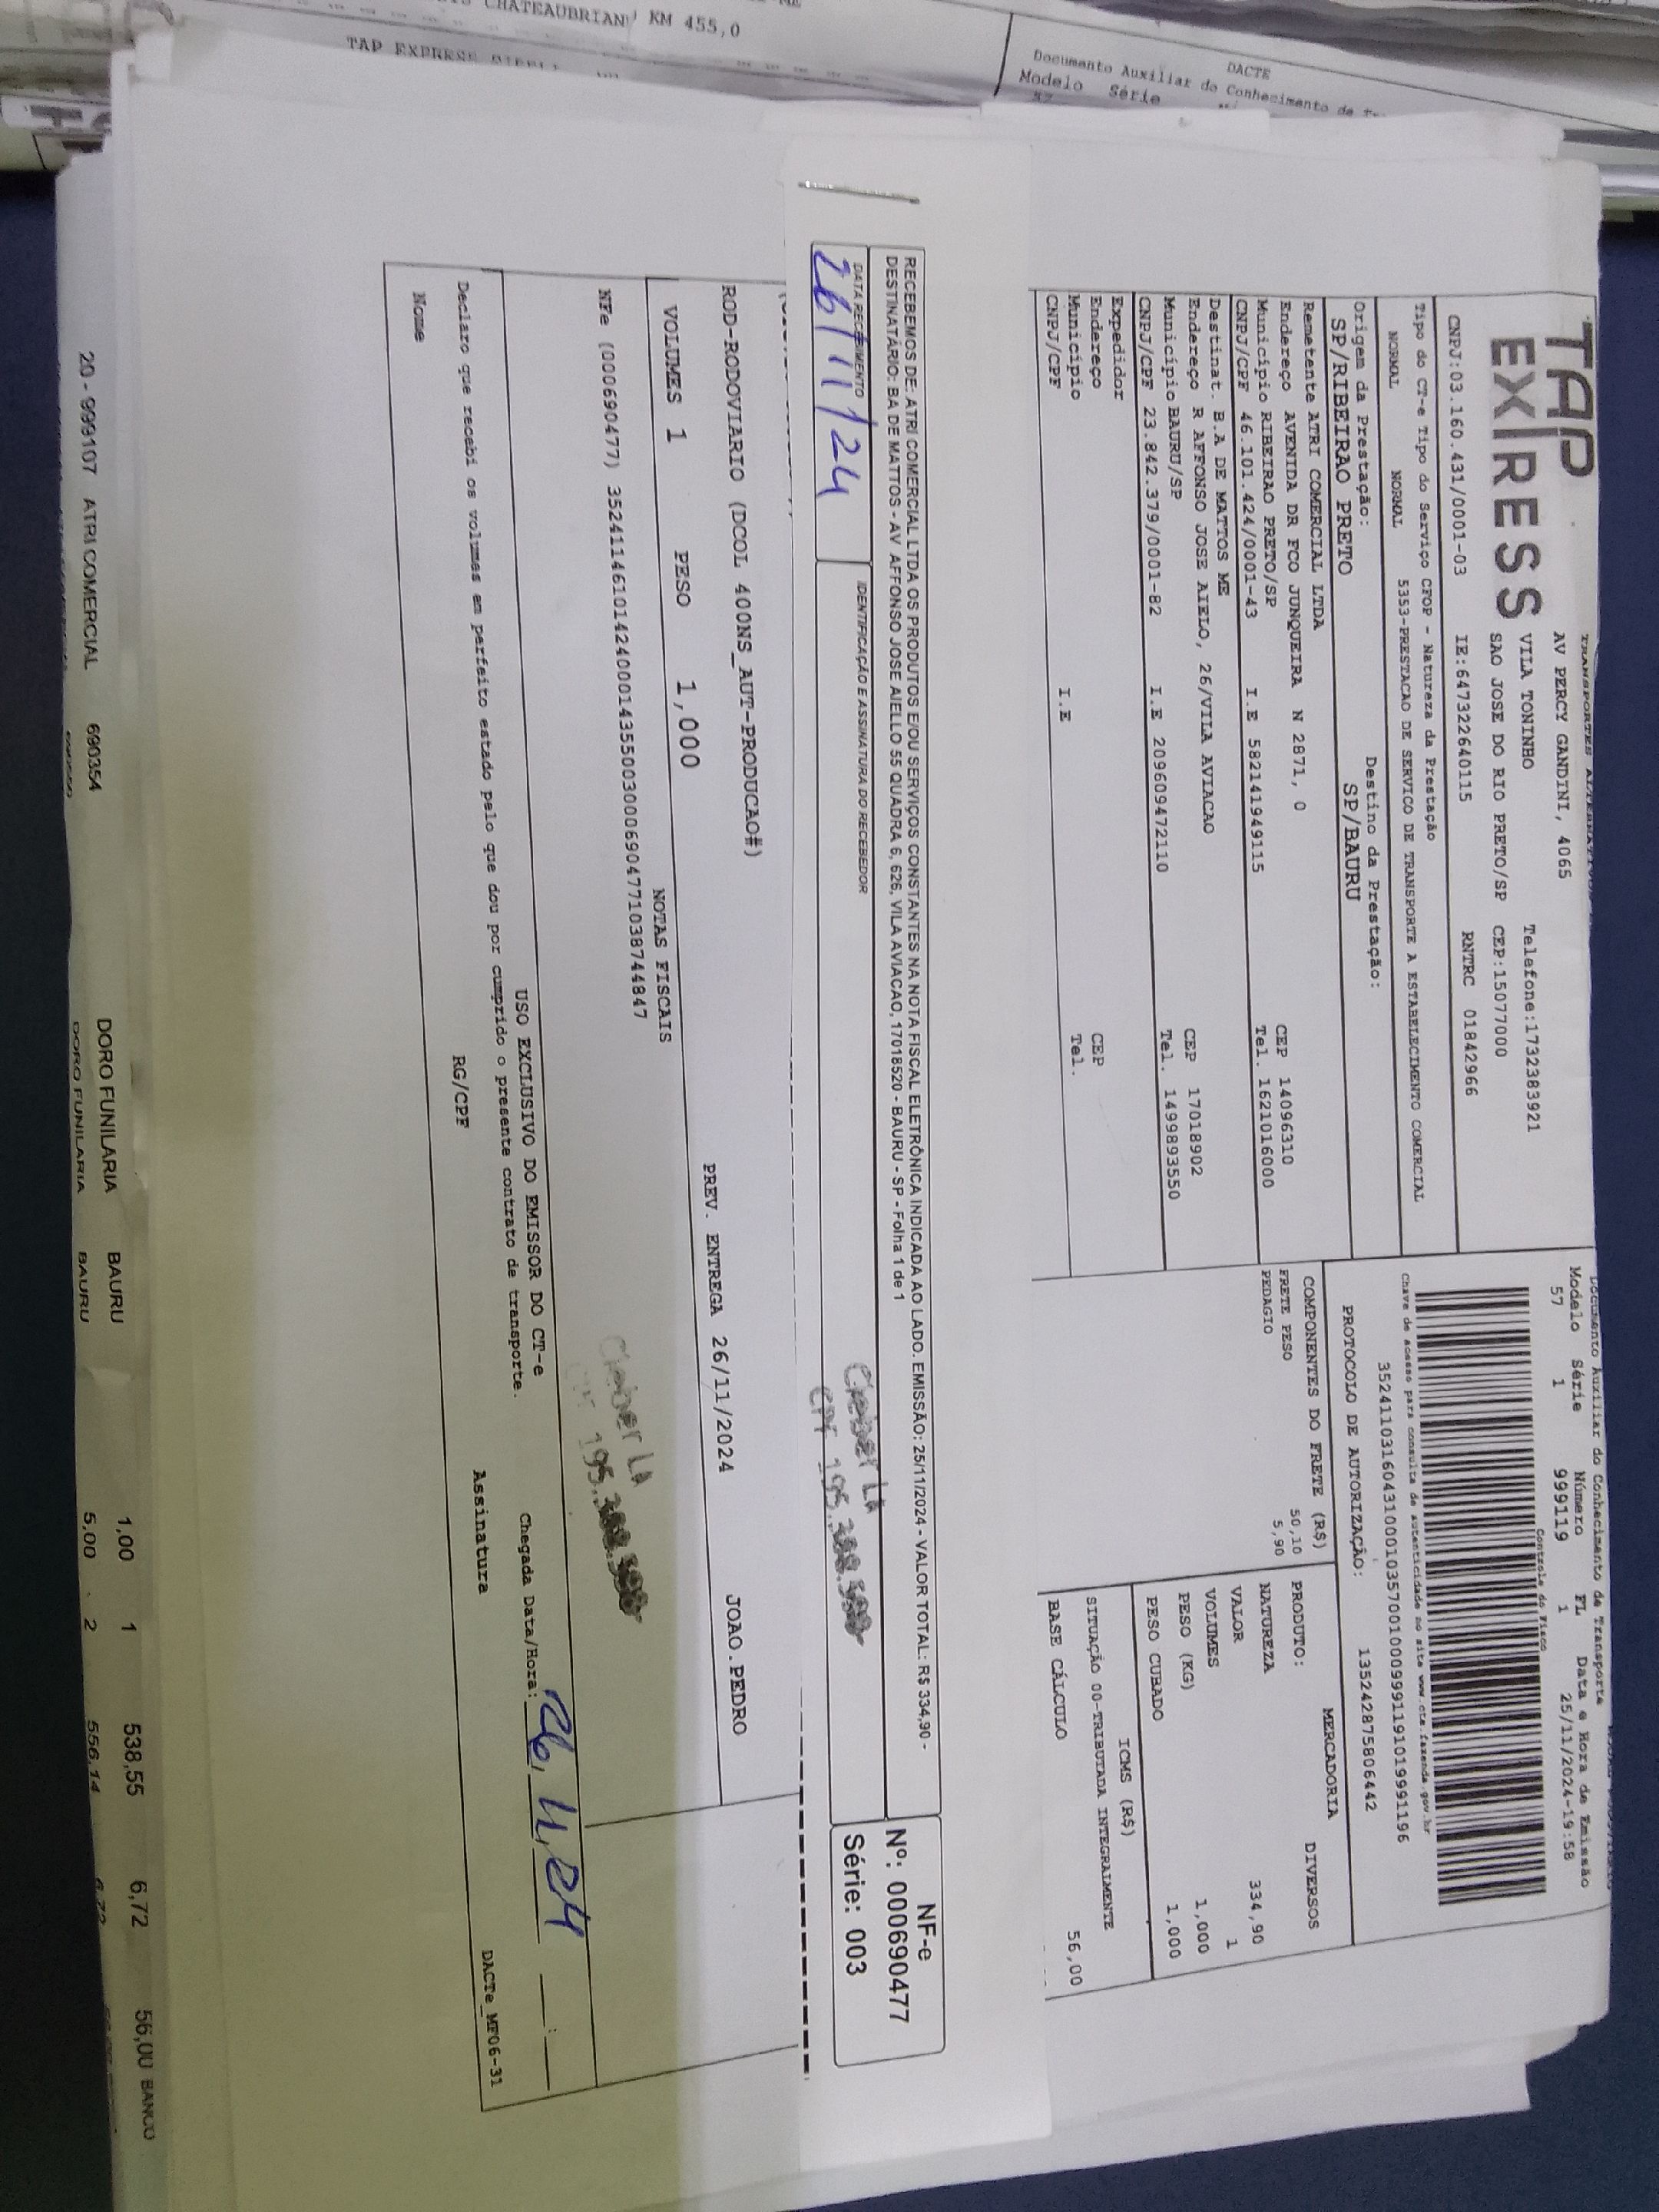 CHATEAUBRIAN KM 455,0
TAP EXPRESS
DACTE
Documento Auxiliar do Conhecimento de
Modelo Série
57
TAP EXPRESS
AV PERCY GANDINI, 4065
VILA TONINHO Telefone:1732383921
SAO JOSE DO RIO PRETO/SP CEP:15077000
CNPJ:03.160.431/0001-03 IE:647322640115 RNTRC 01842966
Documento Auxiliar do Conhecimento de Transporte
Modelo Série Número FL Data e Hora de Emissão
57 1 999119 1 25/11/2024-19:58
Controle do Fisco
Chave de acesso para consulta de autenticidade no site www.cte.fazenda.gov.br
PROTOCOLO DE AUTORIZAÇÃO: 135242875806442
Tipo do CT-e Tipo do Serviço CFOP - Natureza da Prestação
NORMAL NORMAL 5353-PRESTACAO DE SERVICO DE TRANSPORTE A ESTABELECIMENTO COMERCIAL
Origem da Prestação: Destino da Prestação:
SP/RIBEIRAO PRETO SP/BAURU
Remetente ATRI COMERCIAL LTDA
Endereço AVENIDA DR FCO JUNQUEIRA N 2871, 0 CEP 14096310
Município RIBEIRAO PRETO/SP Tel. 1621016000
CNPJ/CPF 46.101.424/0001-43 I.E 582141949115
Destinat. B.A DE MATTOS ME
Endereço R AFFONSO JOSE AIELO, 26/VILA AVIACAO CEP 17018902
Município BAURU/SP Tel. 14998935550
CNPJ/CPF 23.842.379/0001-82 I.E 209609472110
Expedidor
Endereço CEP
Município Tel.
CNPJ/CPF I.E
COMPONENTES DO FRETE (R$)
FRETE PESO 50,10
PEDAGIO 5,90
MERCADORIA
PRODUTO: DIVERSOS
NATUREZA
VALOR 334,90
VOLUMES 1
PESO (KG) 1,000
PESO CUBADO 1,000
ICMS (R$)
SITUAÇÃO 00-TRIBUTADA INTEGRALMENTE
BASE CÁLCULO 56,00
RECEBEMOS DE: ATRI COMERCIAL LTDA OS PRODUTOS E/OU SERVIÇOS CONSTANTES NA NOTA FISCAL ELETRÔNICA INDICADA AO LADO. EMISSÃO: 25/11/2024 - VALOR TOTAL: R$ 334,90 -
DESTINATÁRIO: BA DE MATTOS - AV AFFONSO JOSE AIELLO 55 QUADRA 6, 626, VILA AVIACAO, 17018520 - BAURU - SP - Folha 1 de 1
DATA RECEBIMENTO IDENTIFICAÇÃO E ASSINATURA DO RECEBEDOR
26/11/24
NF-e
Nº: 000690477
Série: 003
ROD-RODOVIARIO (DCOL 400NS_AUT-PRODUCAO#)
PREV. ENTREGA 26/11/2024 JOAO.PEDRO
VOLUMES 1 PESO 1,000
NOTAS FISCAIS
NFe (000690477) 35241146101424000143550030006904771038744847
USO EXCLUSIVO DO EMISSOR DO CT-e
Declaro que recebi os volumes em perfeito estado pelo que dou por cumprido o presente contrato de transporte. Chegada Data/Hora: 26, 11, 24
Nome RG/CPF Assinatura
DACTe_MF06-31
20 - 999107 ATRI COMERCIAL 690354 DORO FUNILARIA BAURU 1,00 1 538,55 6,72 56,00 BANCO
DORO FUNILARIA BAURU 5,00 2 556,14 6,72